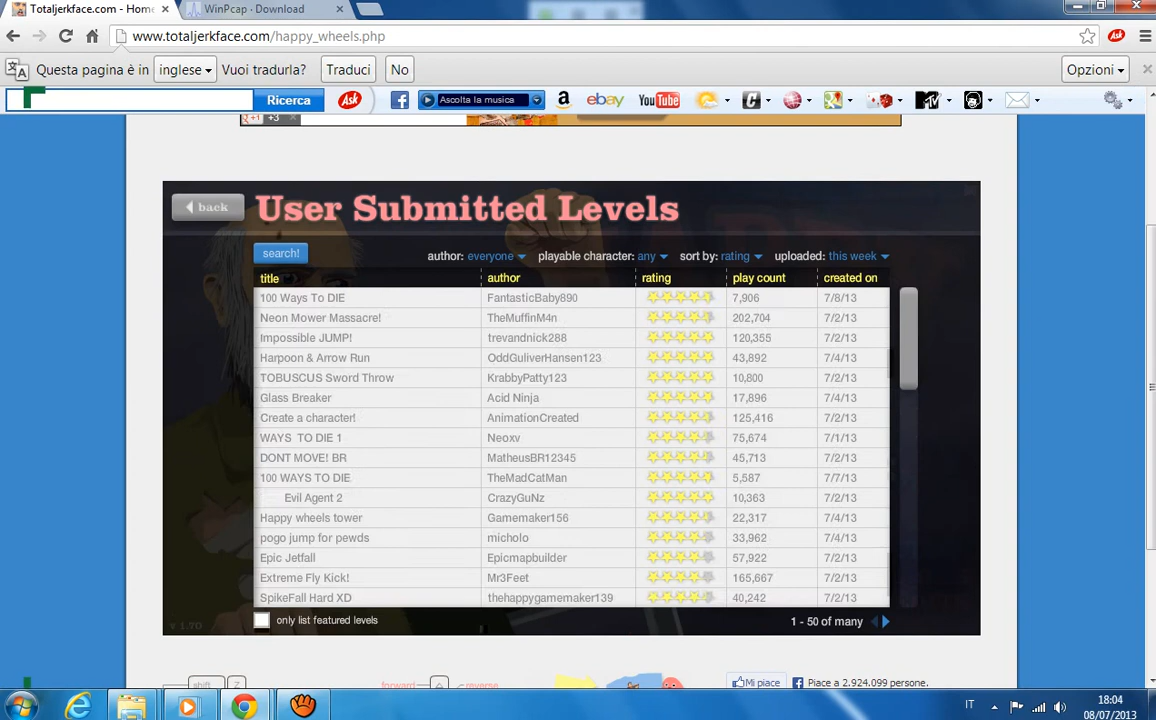 Totaljerkface.com - Home
WinPcap · Download
www.totaljerkface.com/happy_wheels.php
Questa pagina è in inglese Vuoi tradurla? Traduci No Opzioni
Ricerca Ask Ascolta la musica a ebay YouTube MTV
+1 +3
back User Submitted Levels
search! author: everyone playable character: any sort by: rating uploaded: this week
title author rating play count created on
100 Ways To DIE FantasticBaby890 7,906 7/8/13
Neon Mower Massacre! TheMuffinM4n 202,704 7/2/13
Impossible JUMP! trevandnick288 120,355 7/2/13
Harpoon & Arrow Run OddGuliverHansen123 43,892 7/4/13
TOBUSCUS Sword Throw KrabbyPatty123 10,800 7/2/13
Glass Breaker Acid Ninja 17,896 7/4/13
Create a character! AnimationCreated 125,416 7/2/13
WAYS TO DIE 1 Neoxv 75,674 7/1/13
DONT MOVE! BR MatheusBR12345 45,713 7/2/13
100 WAYS TO DIE TheMadCatMan 5,587 7/7/13
Evil Agent 2 CrazyGuNz 10,363 7/2/13
Happy wheels tower Gamemaker156 22,317 7/4/13
pogo jump for pewds micholo 33,962 7/4/13
Epic Jetfall Epicmapbuilder 57,922 7/2/13
Extreme Fly Kick! Mr3Feet 165,667 7/2/13
SpikeFall Hard XD thehappygamemaker139 40,242 7/2/13
only list featured levels 1 - 50 of many
v 1.70
shift Z forward reverse Mi piace Piace a 2.924.099 persone.
IT 18:04
08/07/2013